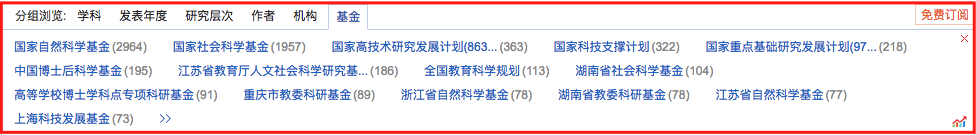 分组浏览: 学科 发表年度 研究层次 作者 机构 基金 免费订阅
国家自然科学基金(2964) 国家社会科学基金(1957) 国家高技术研究发展计划(863...(363) 国家科技支撑计划(322) 国家重点基础研究发展计划(97...(218)
中国博士后科学基金(195) 江苏省教育厅人文社会科学研究基...(186) 全国教育科学规划(113) 湖南省社会科学基金(104)
高等学校博士学科点专项科研基金(91) 重庆市教委科研基金(89) 浙江省自然科学基金(78) 湖南省教委科研基金(78) 江苏省自然科学基金(77)
上海科技发展基金(73) >>